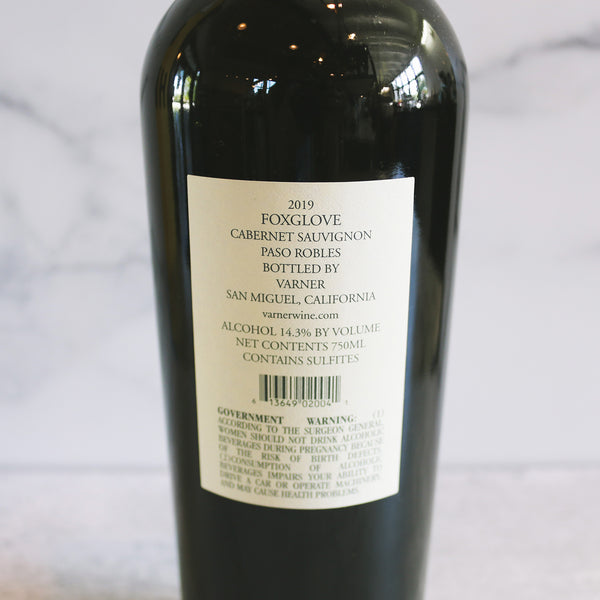 2019
FOXGLOVE
CABERNET SAUVIGNON
PASO ROBLES
BOTTLED BY
VARNER
SAN MIGUEL, CALIFORNIA
varnerwine.com
ALCOHOL 14.3% BY VOLUME
NET CONTENTS 750ML
CONTAINS SULFITES
6 13649 02004 1
GOVERNMENT WARNING: (1)
ACCORDING TO THE SURGEON GENERAL
WOMEN SHOULD NOT DRINK ALCOHOLIC
BEVERAGES DURING PREGNANCY BECAUSE
OF THE RISK OF BIRTH DEFECTS.
(2)CONSUMPTION OF ALCOHOLIC
BEVERAGES IMPAIRS YOUR ABILITY TO
DRIVE A CAR OR OPERATE MACHINERY,
AND MAY CAUSE HEALTH PROBLEMS.